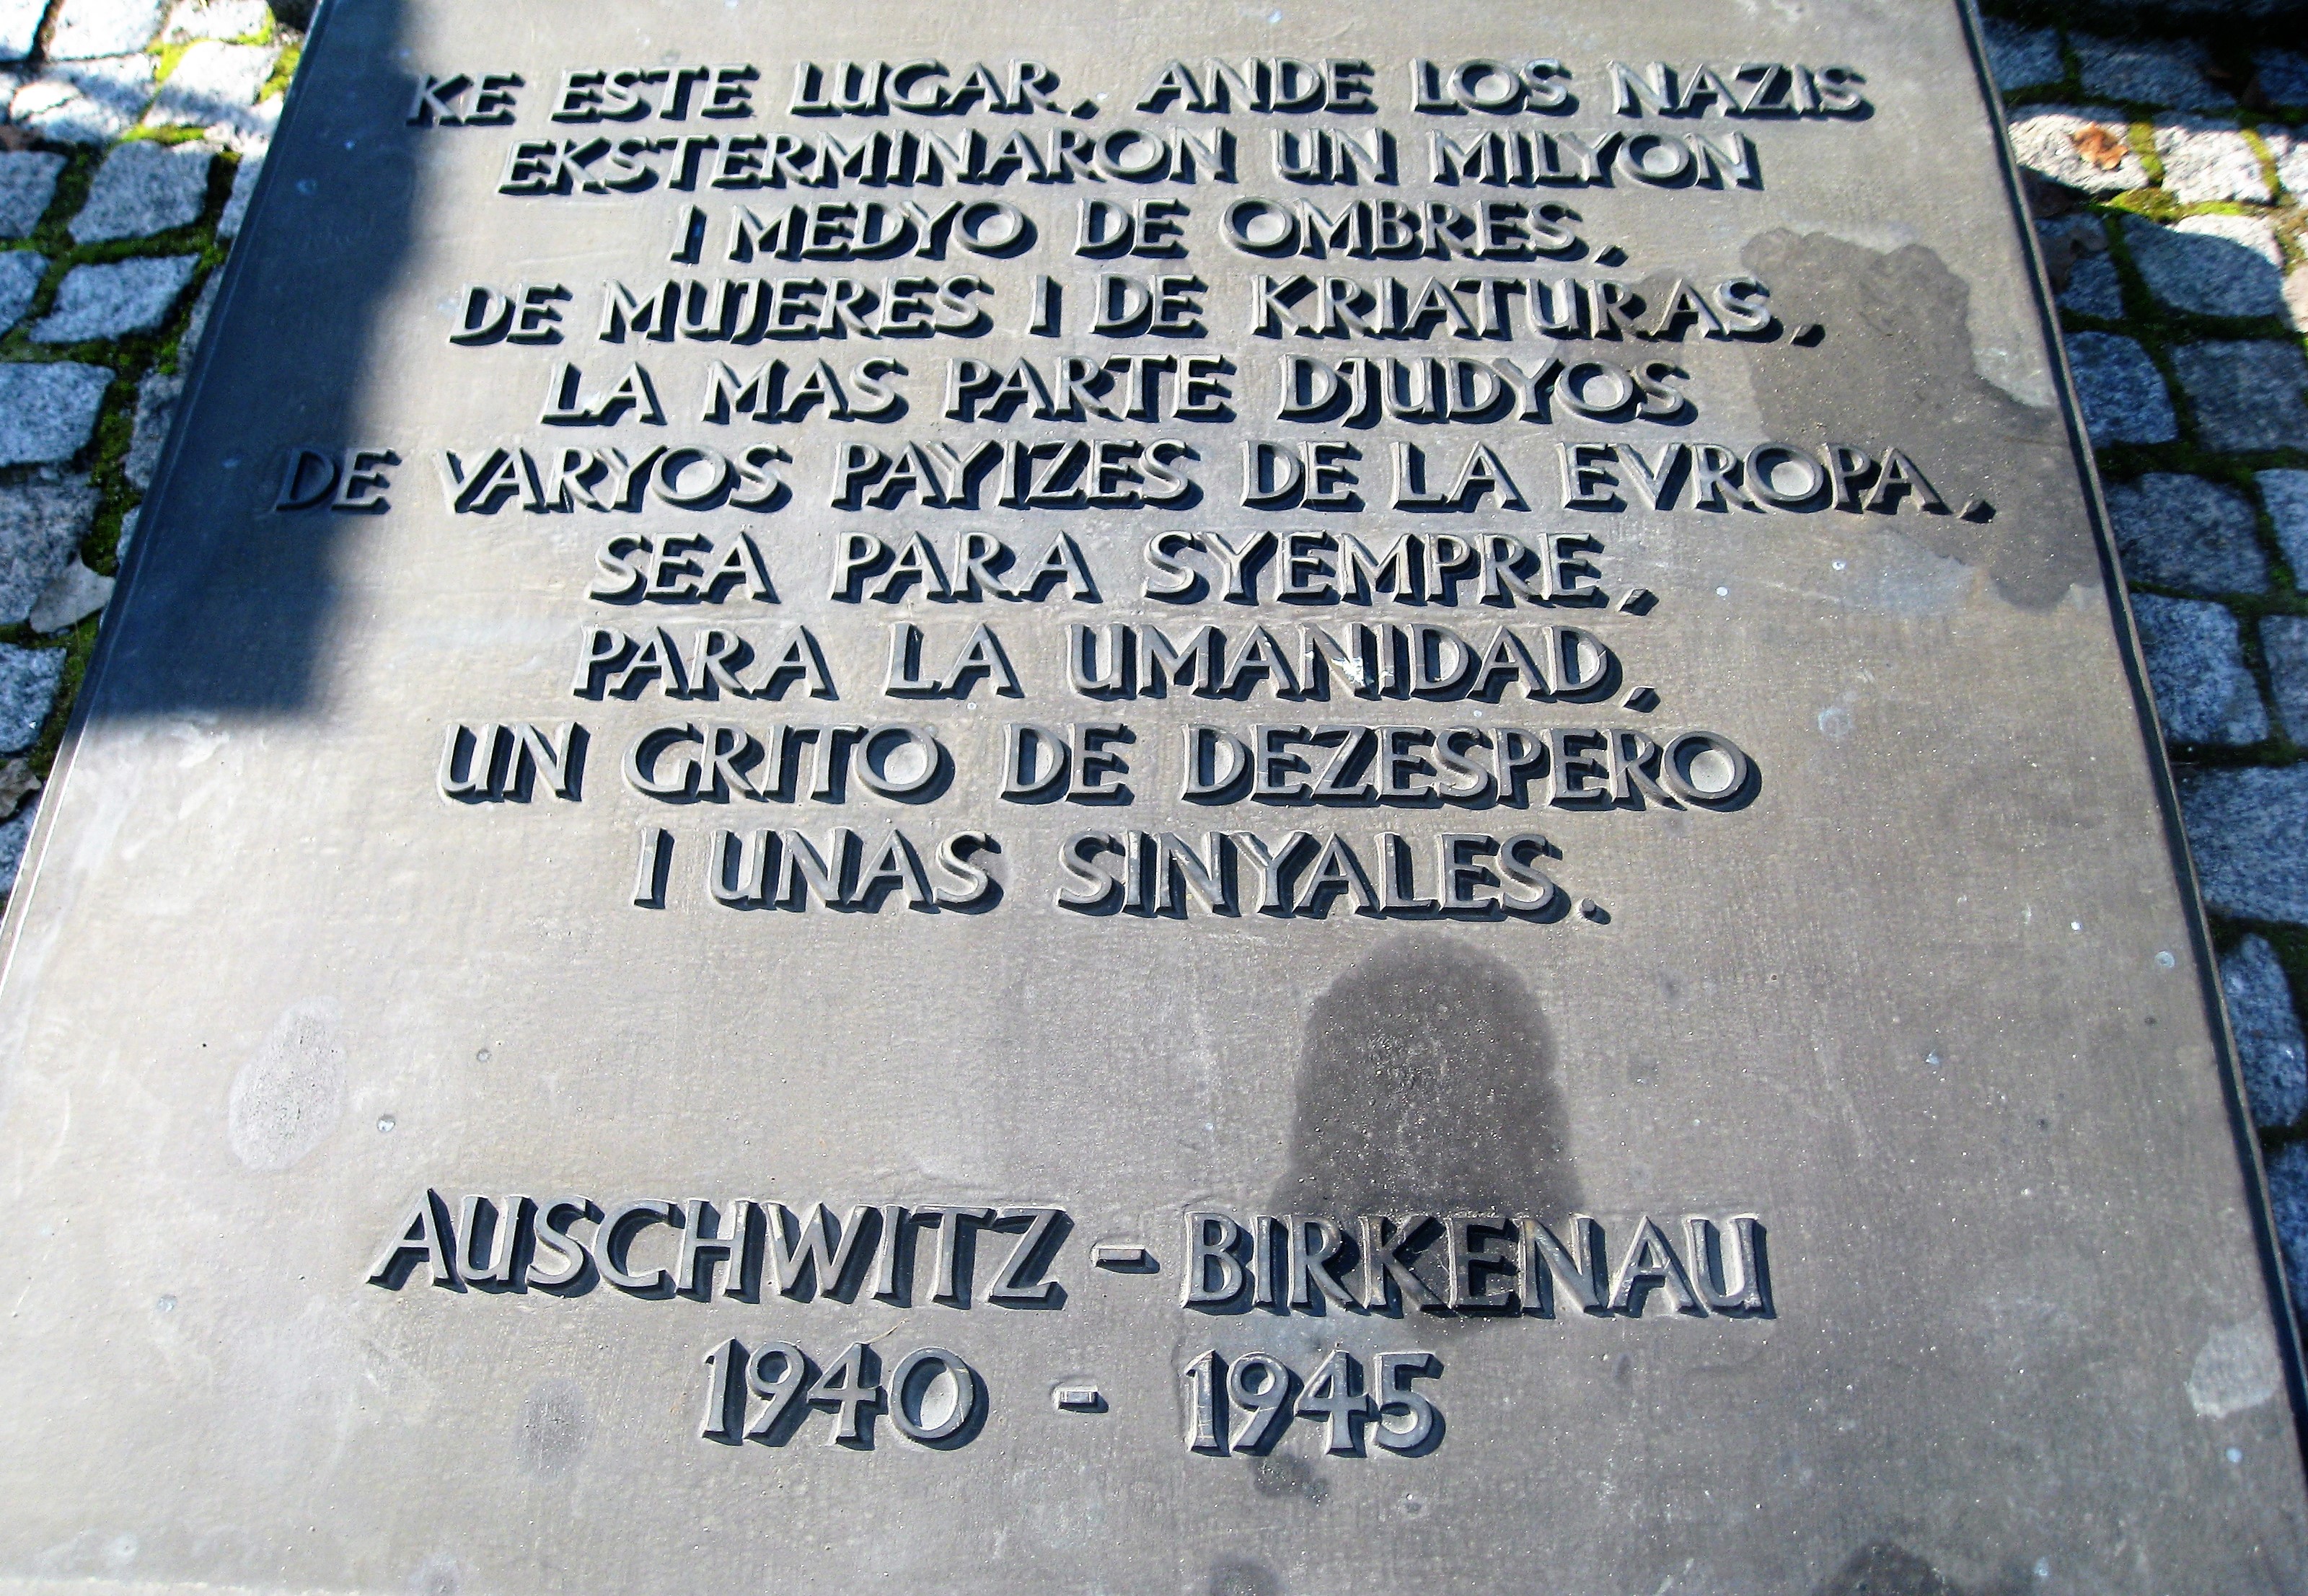 KE ESTE LUGAR, ANDE LOS NAZIS
EKSTERMINARON UN MILYON
I MEDYO DE OMBRES,
DE MUJERES I DE KRIATURAS,
LA MAS PARTE DJUDYOS
DE VARYOS PAYIZES DE LA EVROPA,
SEA PARA SYEMPRE,
PARA LA UMANIDAD,
UN GRITO DE DEZESPERO
I UNAS SINYALES.
AUSCHWITZ - BIRKENAU
1940 - 1945